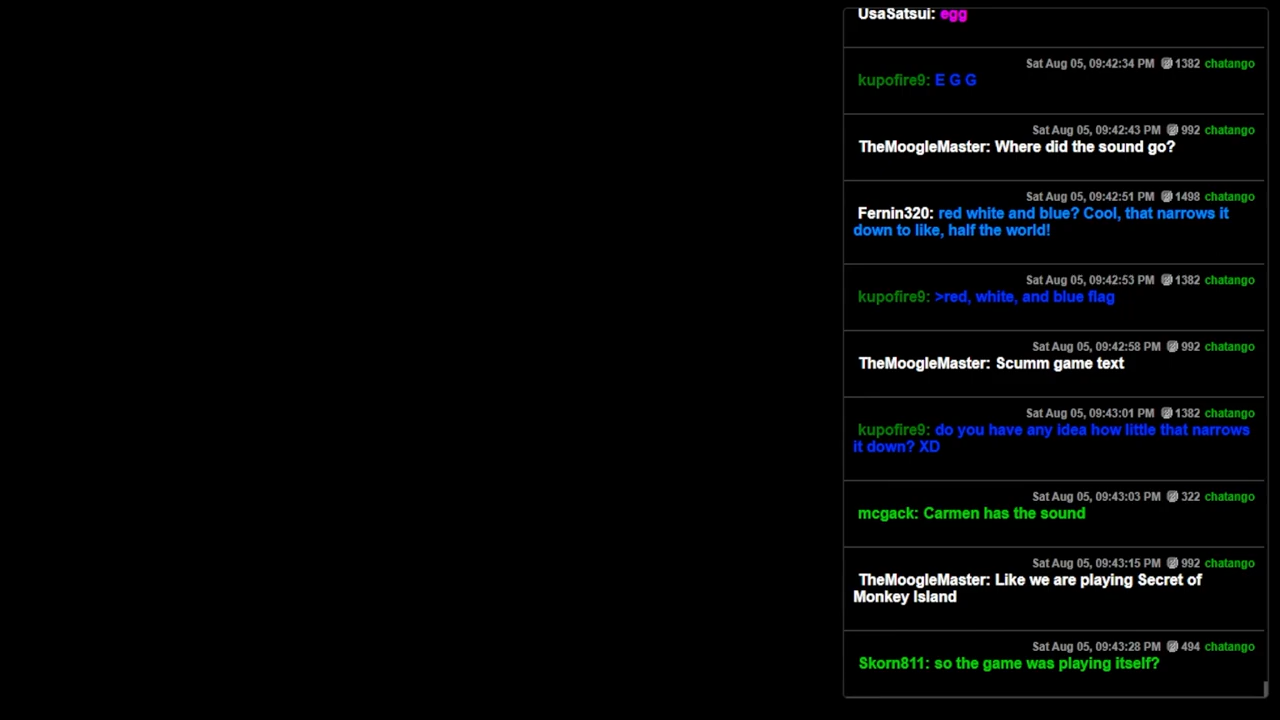 UsaSatsui: egg
Sat Aug 05, 09:42:34 PM 1382 chatango
kupofire9: E G G
Sat Aug 05, 09:42:43 PM 992 chatango
TheMoogleMaster: Where did the sound go?
Sat Aug 05, 09:42:51 PM 1498 chatango
Fernin320: red white and blue? Cool, that narrows it
down to like, half the world!
Sat Aug 05, 09:42:53 PM 1382 chatango
kupofire9: >red, white, and blue flag
Sat Aug 05, 09:42:58 PM 992 chatango
TheMoogleMaster: Scumm game text
Sat Aug 05, 09:43:01 PM 1382 chatango
kupofire9: do you have any idea how little that narrows
it down? XD
Sat Aug 05, 09:43:03 PM 322 chatango
mcgack: Carmen has the sound
Sat Aug 05, 09:43:15 PM 992 chatango
TheMoogleMaster: Like we are playing Secret of
Monkey Island
Sat Aug 05, 09:43:28 PM 494 chatango
Skorn811: so the game was playing itself?